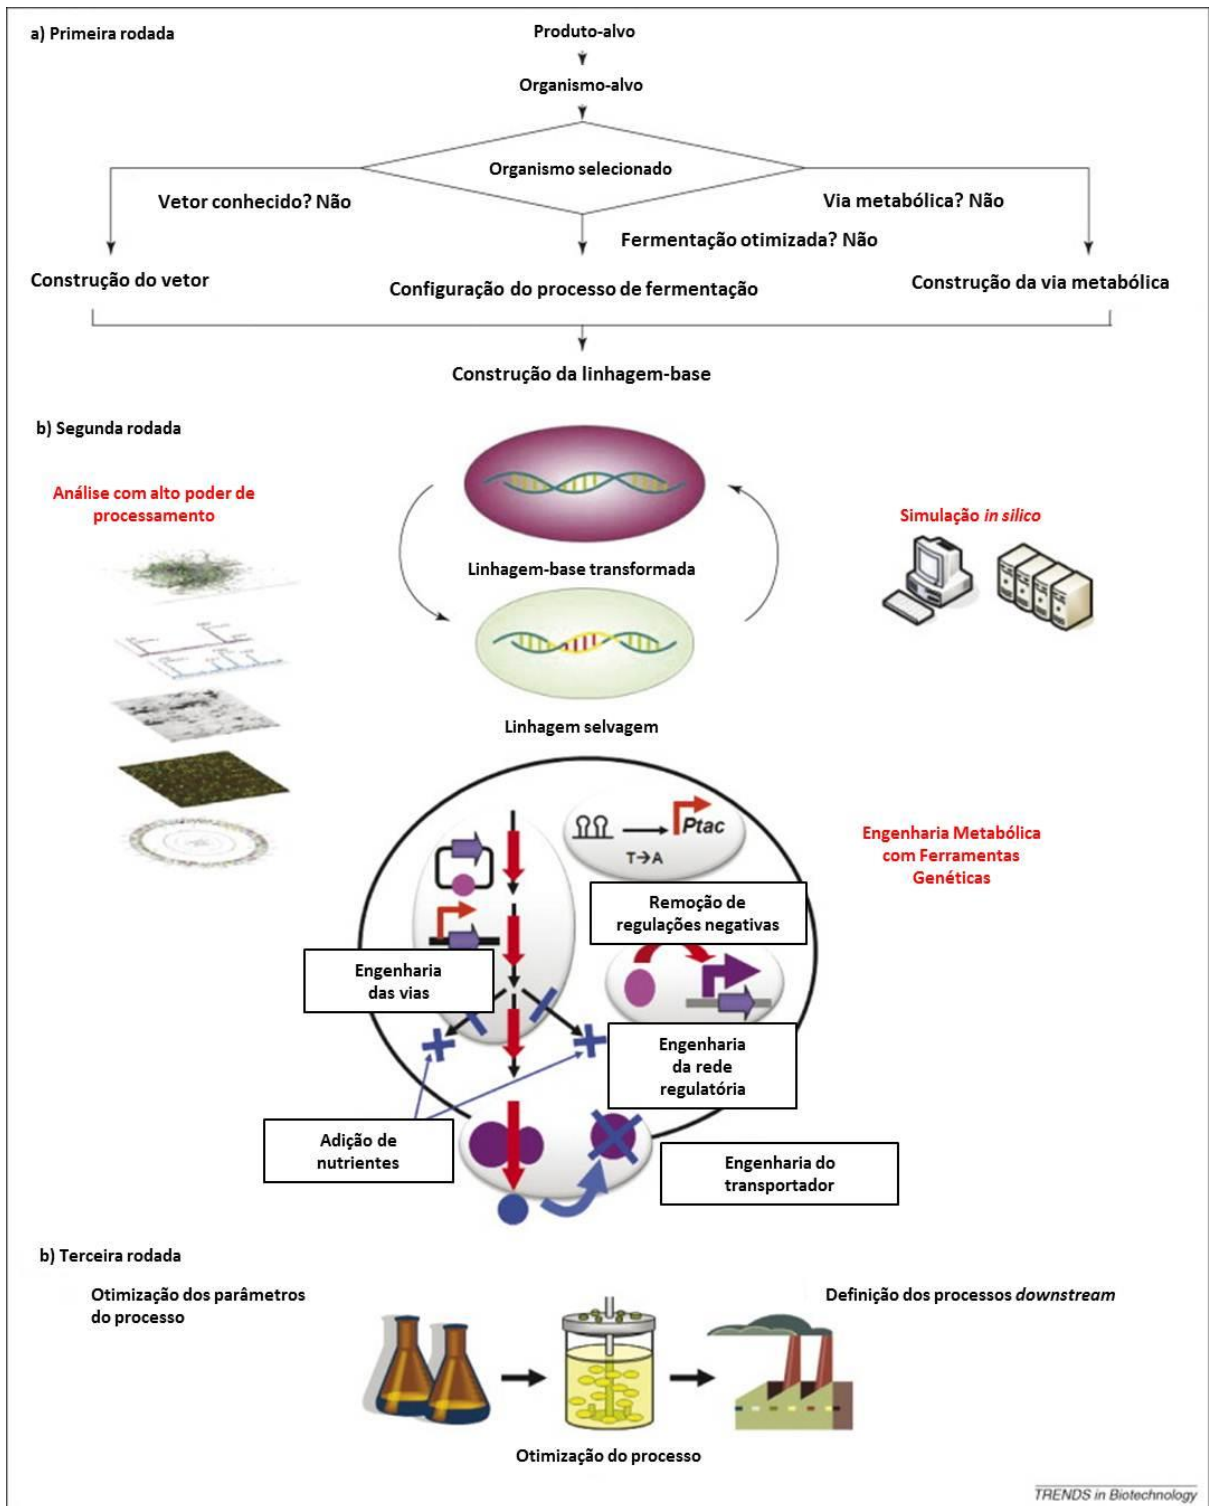 a) Primeira rodada
Produto-alvo
Organismo-alvo
Organismo selecionado
Vetor conhecido? Não
Via metabólica? Não
Fermentação otimizada? Não
Construção do vetor
Configuração do processo de fermentação
Construção da via metabólica
Construção da linhagem-base
b) Segunda rodada
Análise com alto poder de
processamento
Simulação in silico
Linhagem-base transformada
Linhagem selvagem
Ptac
T→A
Engenharia Metabólica
com Ferramentas
Genéticas
Remoção de
regulações negativas
Engenharia
das vias
Engenharia
da rede
regulatória
Adição de
nutrientes
Engenharia do
transportador
b) Terceira rodada
Otimização dos parâmetros
do processo
Definição dos processos downstream
Otimização do processo
TRENDS in Biotechnology